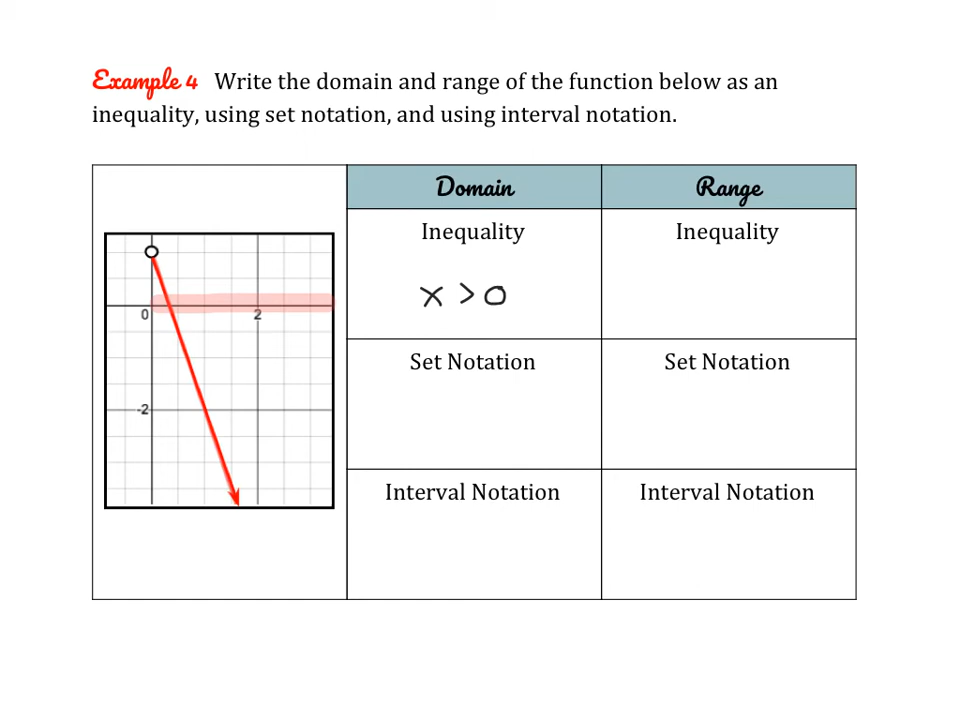 Example 4 Write the domain and range of the function below as an
inequality, using set notation, and using interval notation.
Domain Range
Inequality Inequality
x > 0
0 2
Set Notation Set Notation
-2
Interval Notation Interval Notation